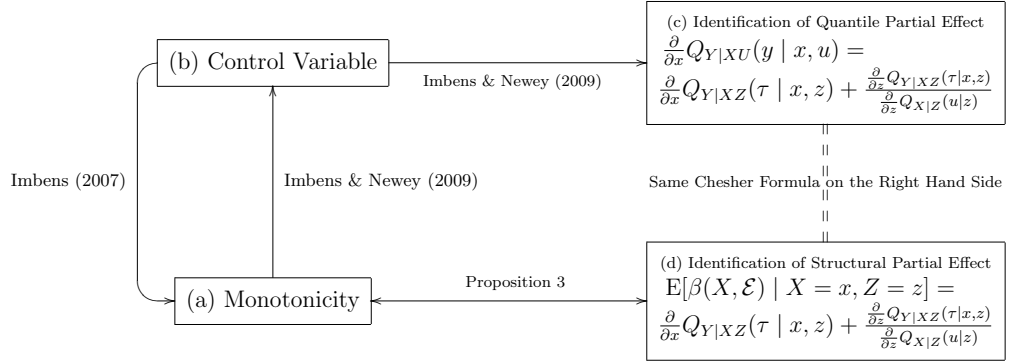 (c) Identification of Quantile Partial Effect
∂/∂x Q_{Y|XU}(y | x, u) =
∂/∂x Q_{Y|XZ}(τ | x, z) + (∂/∂z Q_{Y|XZ}(τ|x,z))/(∂/∂z Q_{X|Z}(u|z))
(b) Control Variable
Imbens & Newey (2009)
Imbens (2007)
Imbens & Newey (2009)
Same Chesher Formula on the Right Hand Side
(a) Monotonicity
Proposition 3
(d) Identification of Structural Partial Effect
E[β(X, ℰ) | X = x, Z = z] =
∂/∂x Q_{Y|XZ}(τ | x, z) + (∂/∂z Q_{Y|XZ}(τ|x,z))/(∂/∂z Q_{X|Z}(u|z))